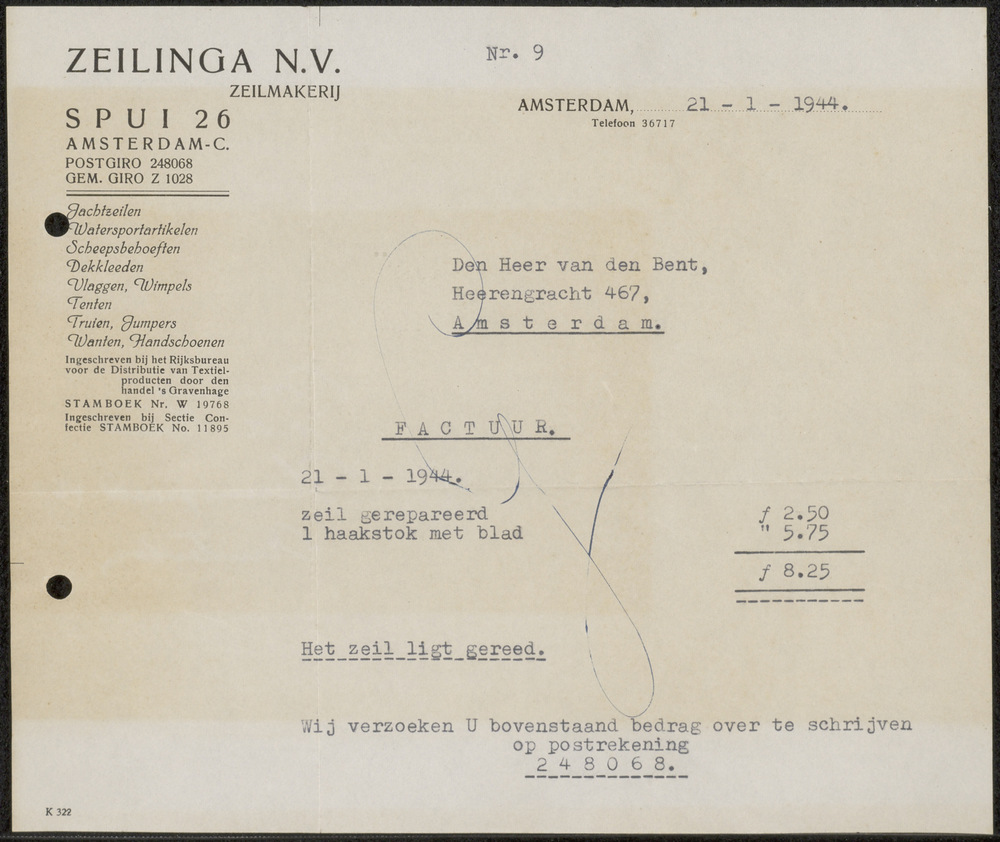 ZEILINGA N.V.
ZEILMAKERIJ
SPUI 26
AMSTERDAM-C.
POSTGIRO 248068
GEM. GIRO Z 1028
Jachtzeilen
Watersportartikelen
Scheepsbehoeften
Dekkleeden
Vlaggen, Wimpels
Tenten
Truien, Jumpers
Wanten, Handschoenen
Ingeschreven bij het Rijksbureau
voor de Distributie van Textiel-
producten door den
handel 's Gravenhage
STAMBOEK Nr. W 19768
Ingeschreven bij Sectie Con-
fectie STAMBOEK No. 11895
Nr. 9
AMSTERDAM, 21 - 1 - 1944.
Telefoon 36717
Den Heer van den Bent,
Heerengracht 467,
Amsterdam.
FACTUUR.
21 - 1 - 1944.
zeil gerepareerd f 2.50
1 haakstok met blad " 5.75
f 8.25
Het zeil ligt gereed.
Wij verzoeken U bovenstaand bedrag over te schrijven
op postrekening
248068.
K 322